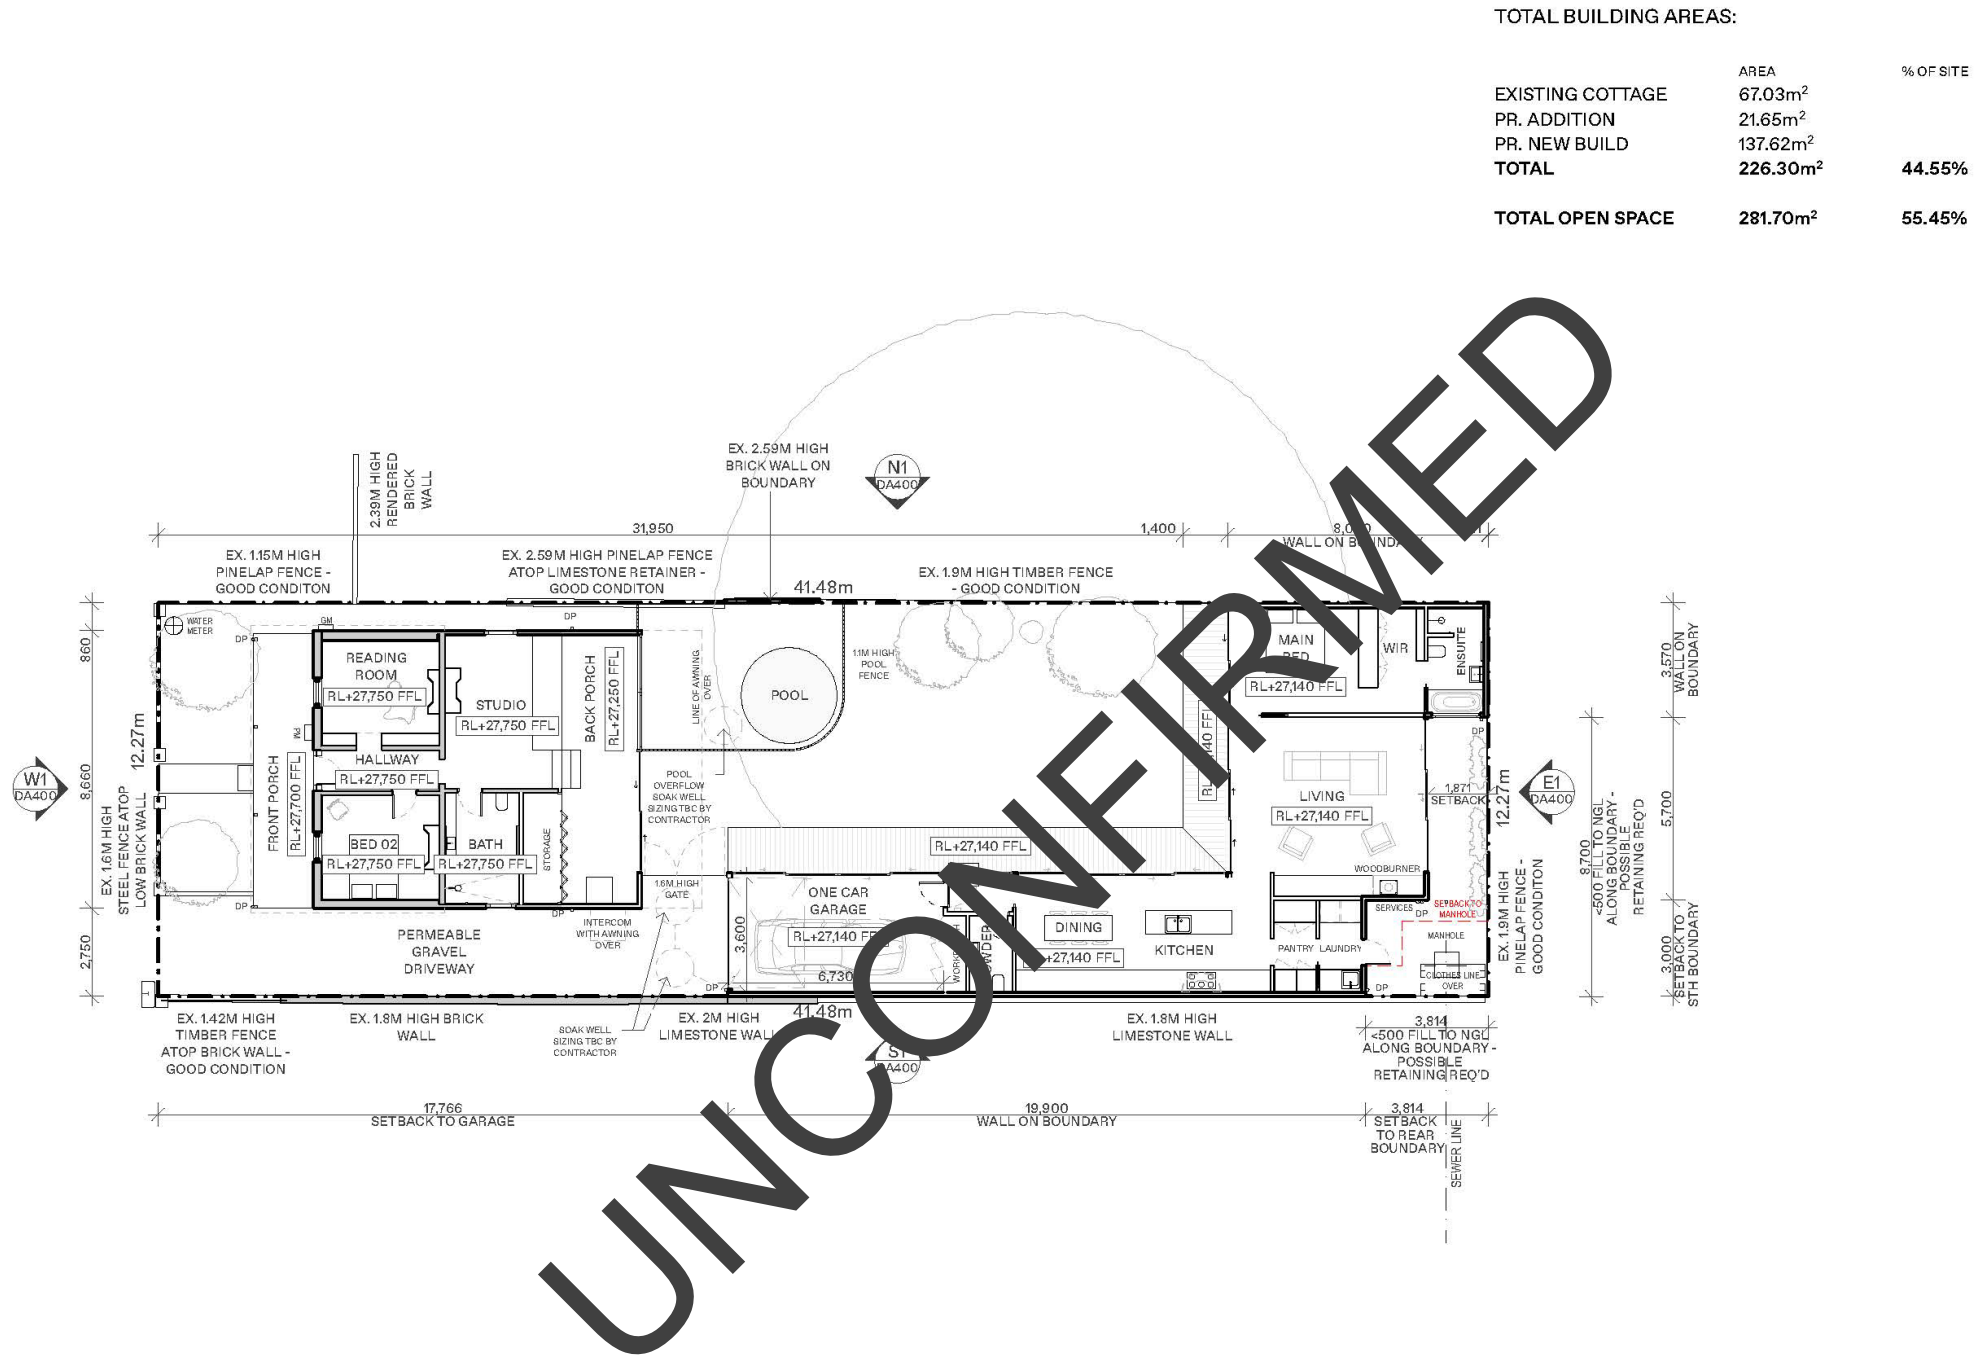 TOTAL BUILDING AREAS:
AREA % OF SITE
EXISTING COTTAGE 67.03m²
PR. ADDITION 21.65m²
PR. NEW BUILD 137.62m²
TOTAL 226.30m² 44.55%
TOTAL OPEN SPACE 281.70m² 55.45%
2.39M HIGH
RENDERED
BRICK
WALL
EX. 2.59M HIGH
BRICK WALL ON
BOUNDARY
N1
DA400
31,950
1,400
WALL ON BOUNDARY
EX. 1.15M HIGH
PINELAP FENCE -
GOOD CONDITON
EX. 2.59M HIGH PINELAP FENCE
ATOP LIMESTONE RETAINER -
GOOD CONDITON
41.48m
EX. 1.9M HIGH TIMBER FENCE
- GOOD CONDITION
860
8,660
2,750
12.27m
EX. 1.6M HIGH
STEEL FENCE ATOP
LOW BRICK WALL
W1
DA400
WATER
METER
DP
GM
DP
PM
DP
DP
FRONT PORCH
RL+27,700 FFL
READING
ROOM
RL+27,750 FFL
HALLWAY
RL+27,750 FFL
BED 02
RL+27,750 FFL
STUDIO
RL+27,750 FFL
BATH
RL+27,750 FFL
STORAGE
BACK PORCH
RL+27,250 FFL
LINE OF AWNING
OVER
POOL
1.1M HIGH
POOL
FENCE
POOL
OVERFLOW
SOAK WELL
SIZING TBC BY
CONTRACTOR
1.6M HIGH
GATE
INTERCOM
WITH AWNING
OVER
PERMEABLE
GRAVEL
DRIVEWAY
RL+27,140 FFL
ONE CAR
GARAGE
RL+27,140 FFL
3,600
6,730
DP
DINING
27,140 FFL
KITCHEN
PANTRY
LAUNDRY
MAIN
BED
RL+27,140 FFL
WIR
ENSUITE
LIVING
RL+27,140 FFL
WOODBURNER
SERVICES
DP
DP
DP
SETBACK TO
MANHOLE
MANHOLE
CLOTHES LINE
OVER
1,871
SETBACK
12.27m
E1
DA400
EX. 1.9M HIGH
PINELAP FENCE -
GOOD CONDITON
8,700
<500 FILL TO NGL
ALONG BOUNDARY -
POSSIBLE
RETAINING REQ'D
3,570
WALL ON
BOUNDARY
5,700
3,000
SETBACK TO
STH BOUNDARY
EX. 1.42M HIGH
TIMBER FENCE
ATOP BRICK WALL -
GOOD CONDITION
EX. 1.8M HIGH BRICK
WALL
SOAK WELL
SIZING TBC BY
CONTRACTOR
EX. 2M HIGH
LIMESTONE WALL
41.48m
S1
DA400
EX. 1.8M HIGH
LIMESTONE WALL
3,814
<500 FILL TO NGL
ALONG BOUNDARY -
POSSIBLE
RETAINING REQ'D
17,766
SETBACK TO GARAGE
19,900
WALL ON BOUNDARY
3,814
SETBACK
TO REAR
BOUNDARY
SEWER LINE
UNCONFIRMED